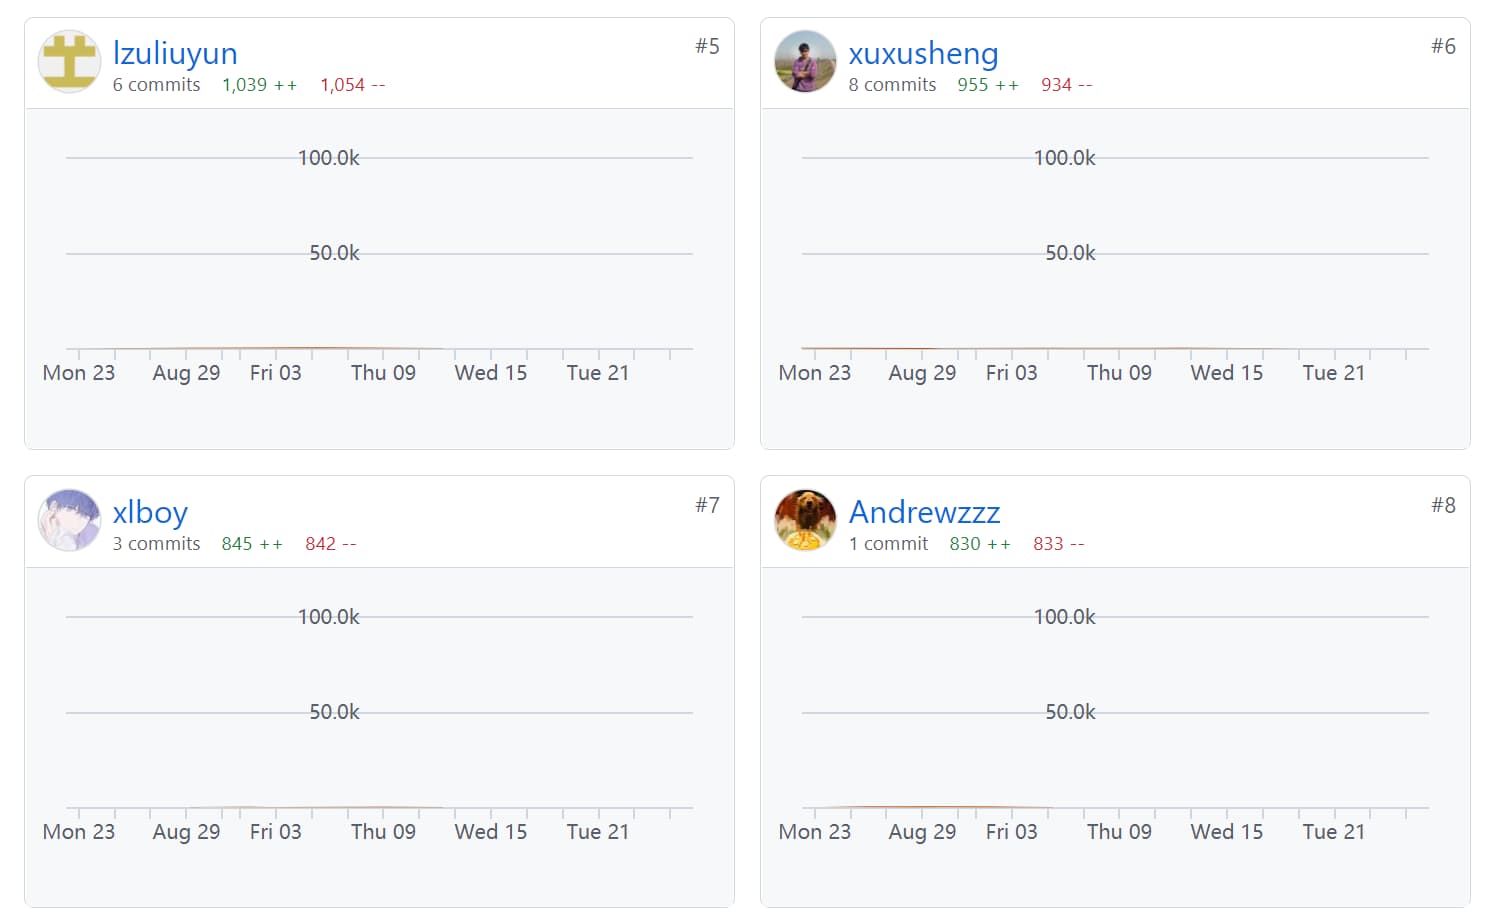 lzuliuyun
#5
6 commits 1,039 ++ 1,054 --
100.0k
50.0k
Mon 23 Aug 29 Fri 03 Thu 09 Wed 15 Tue 21
xuxusheng
#6
8 commits 955 ++ 934 --
100.0k
50.0k
Mon 23 Aug 29 Fri 03 Thu 09 Wed 15 Tue 21
xlboy
#7
3 commits 845 ++ 842 --
100.0k
50.0k
Mon 23 Aug 29 Fri 03 Thu 09 Wed 15 Tue 21
Andrewzzz
#8
1 commit 830 ++ 833 --
100.0k
50.0k
Mon 23 Aug 29 Fri 03 Thu 09 Wed 15 Tue 21